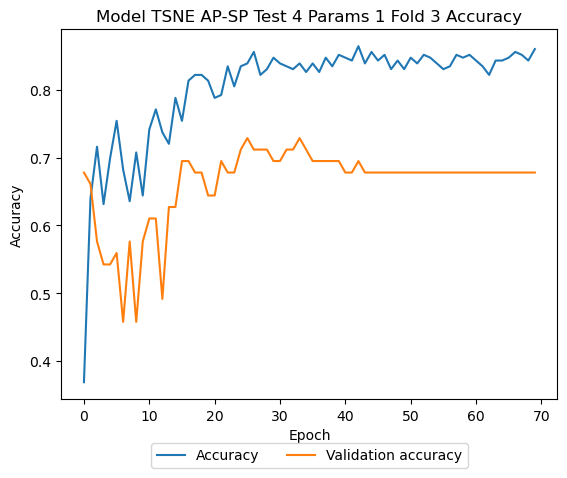 Model TSNE AP-SP Test 4 Params 1 Fold 3 Accuracy
Accuracy
0.8
0.7
0.6
0.5
0.4
0 10 20 30 40 50 60 70
Epoch
Accuracy Validation accuracy